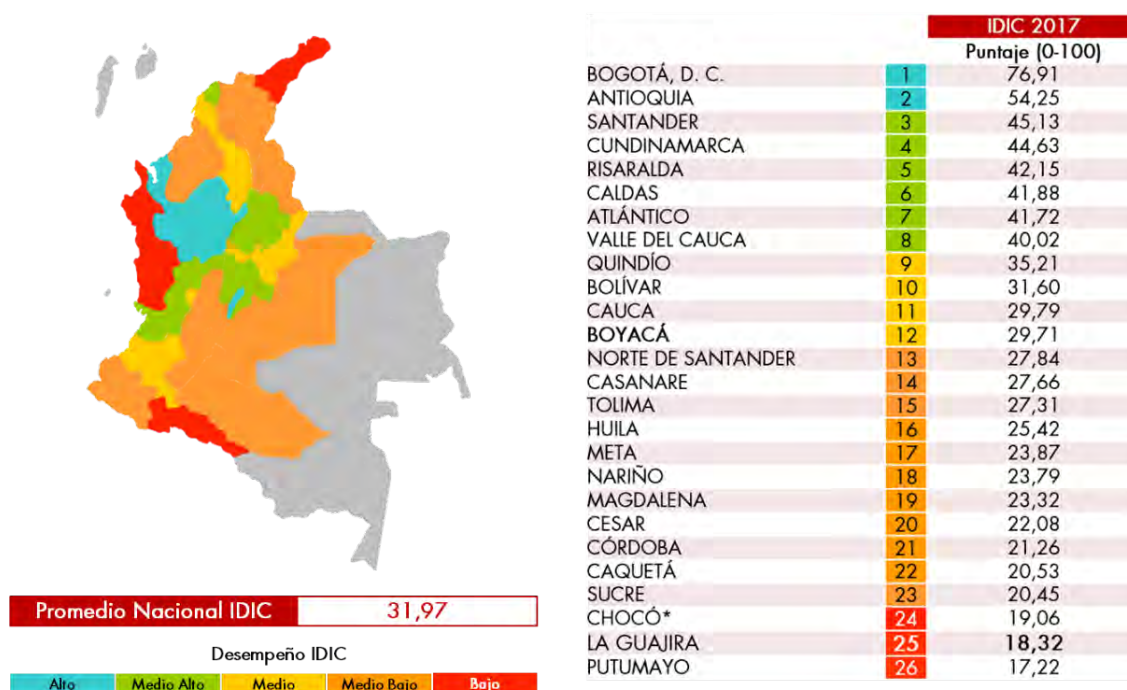 IDIC 2017
Puntaje (0-100)
BOGOTÁ, D. C. 1 76,91
ANTIOQUIA 2 54,25
SANTANDER 3 45,13
CUNDINAMARCA 4 44,63
RISARALDA 5 42,15
CALDAS 6 41,88
ATLÁNTICO 7 41,72
VALLE DEL CAUCA 8 40,02
QUINDÍO 9 35,21
BOLÍVAR 10 31,60
CAUCA 11 29,79
BOYACÁ 12 29,71
NORTE DE SANTANDER 13 27,84
CASANARE 14 27,66
TOLIMA 15 27,31
HUILA 16 25,42
META 17 23,87
NARIÑO 18 23,79
MAGDALENA 19 23,32
CESAR 20 22,08
CÓRDOBA 21 21,26
CAQUETÁ 22 20,53
SUCRE 23 20,45
CHOCÓ* 24 19,06
LA GUAJIRA 25 18,32
PUTUMAYO 26 17,22
Promedio Nacional IDIC 31,97
Desempeño IDIC
Alto Medio Alto Medio Medio Bajo Bajo